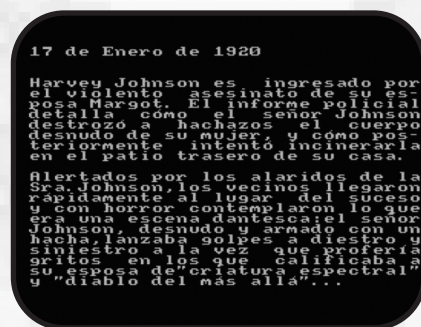 17 de Enero de 1920
Harvey Johnson es ingresado por
el violento asesinato de su es-
posa Margot. El informe policial
detalla cómo el señor Johnson
destrozó a hachazos el cuerpo
desnudo de su mujer, y cómo pos-
teriormente intentó incinerarla
en el patio trasero de su casa.
Alertados por los alaridos de la
Sra.Johnson,los vecinos llegaron
rápidamente al lugar del suceso
y con horror contemplaron lo que
era una escena dantesca:el señor
Johnson, desnudo y armado con un
hacha,lanzaba golpes a diestro y
siniestro a la vez que profería
gritos en los que calificaba a
su esposa de"criatura espectral"
y "diablo del más allá"...